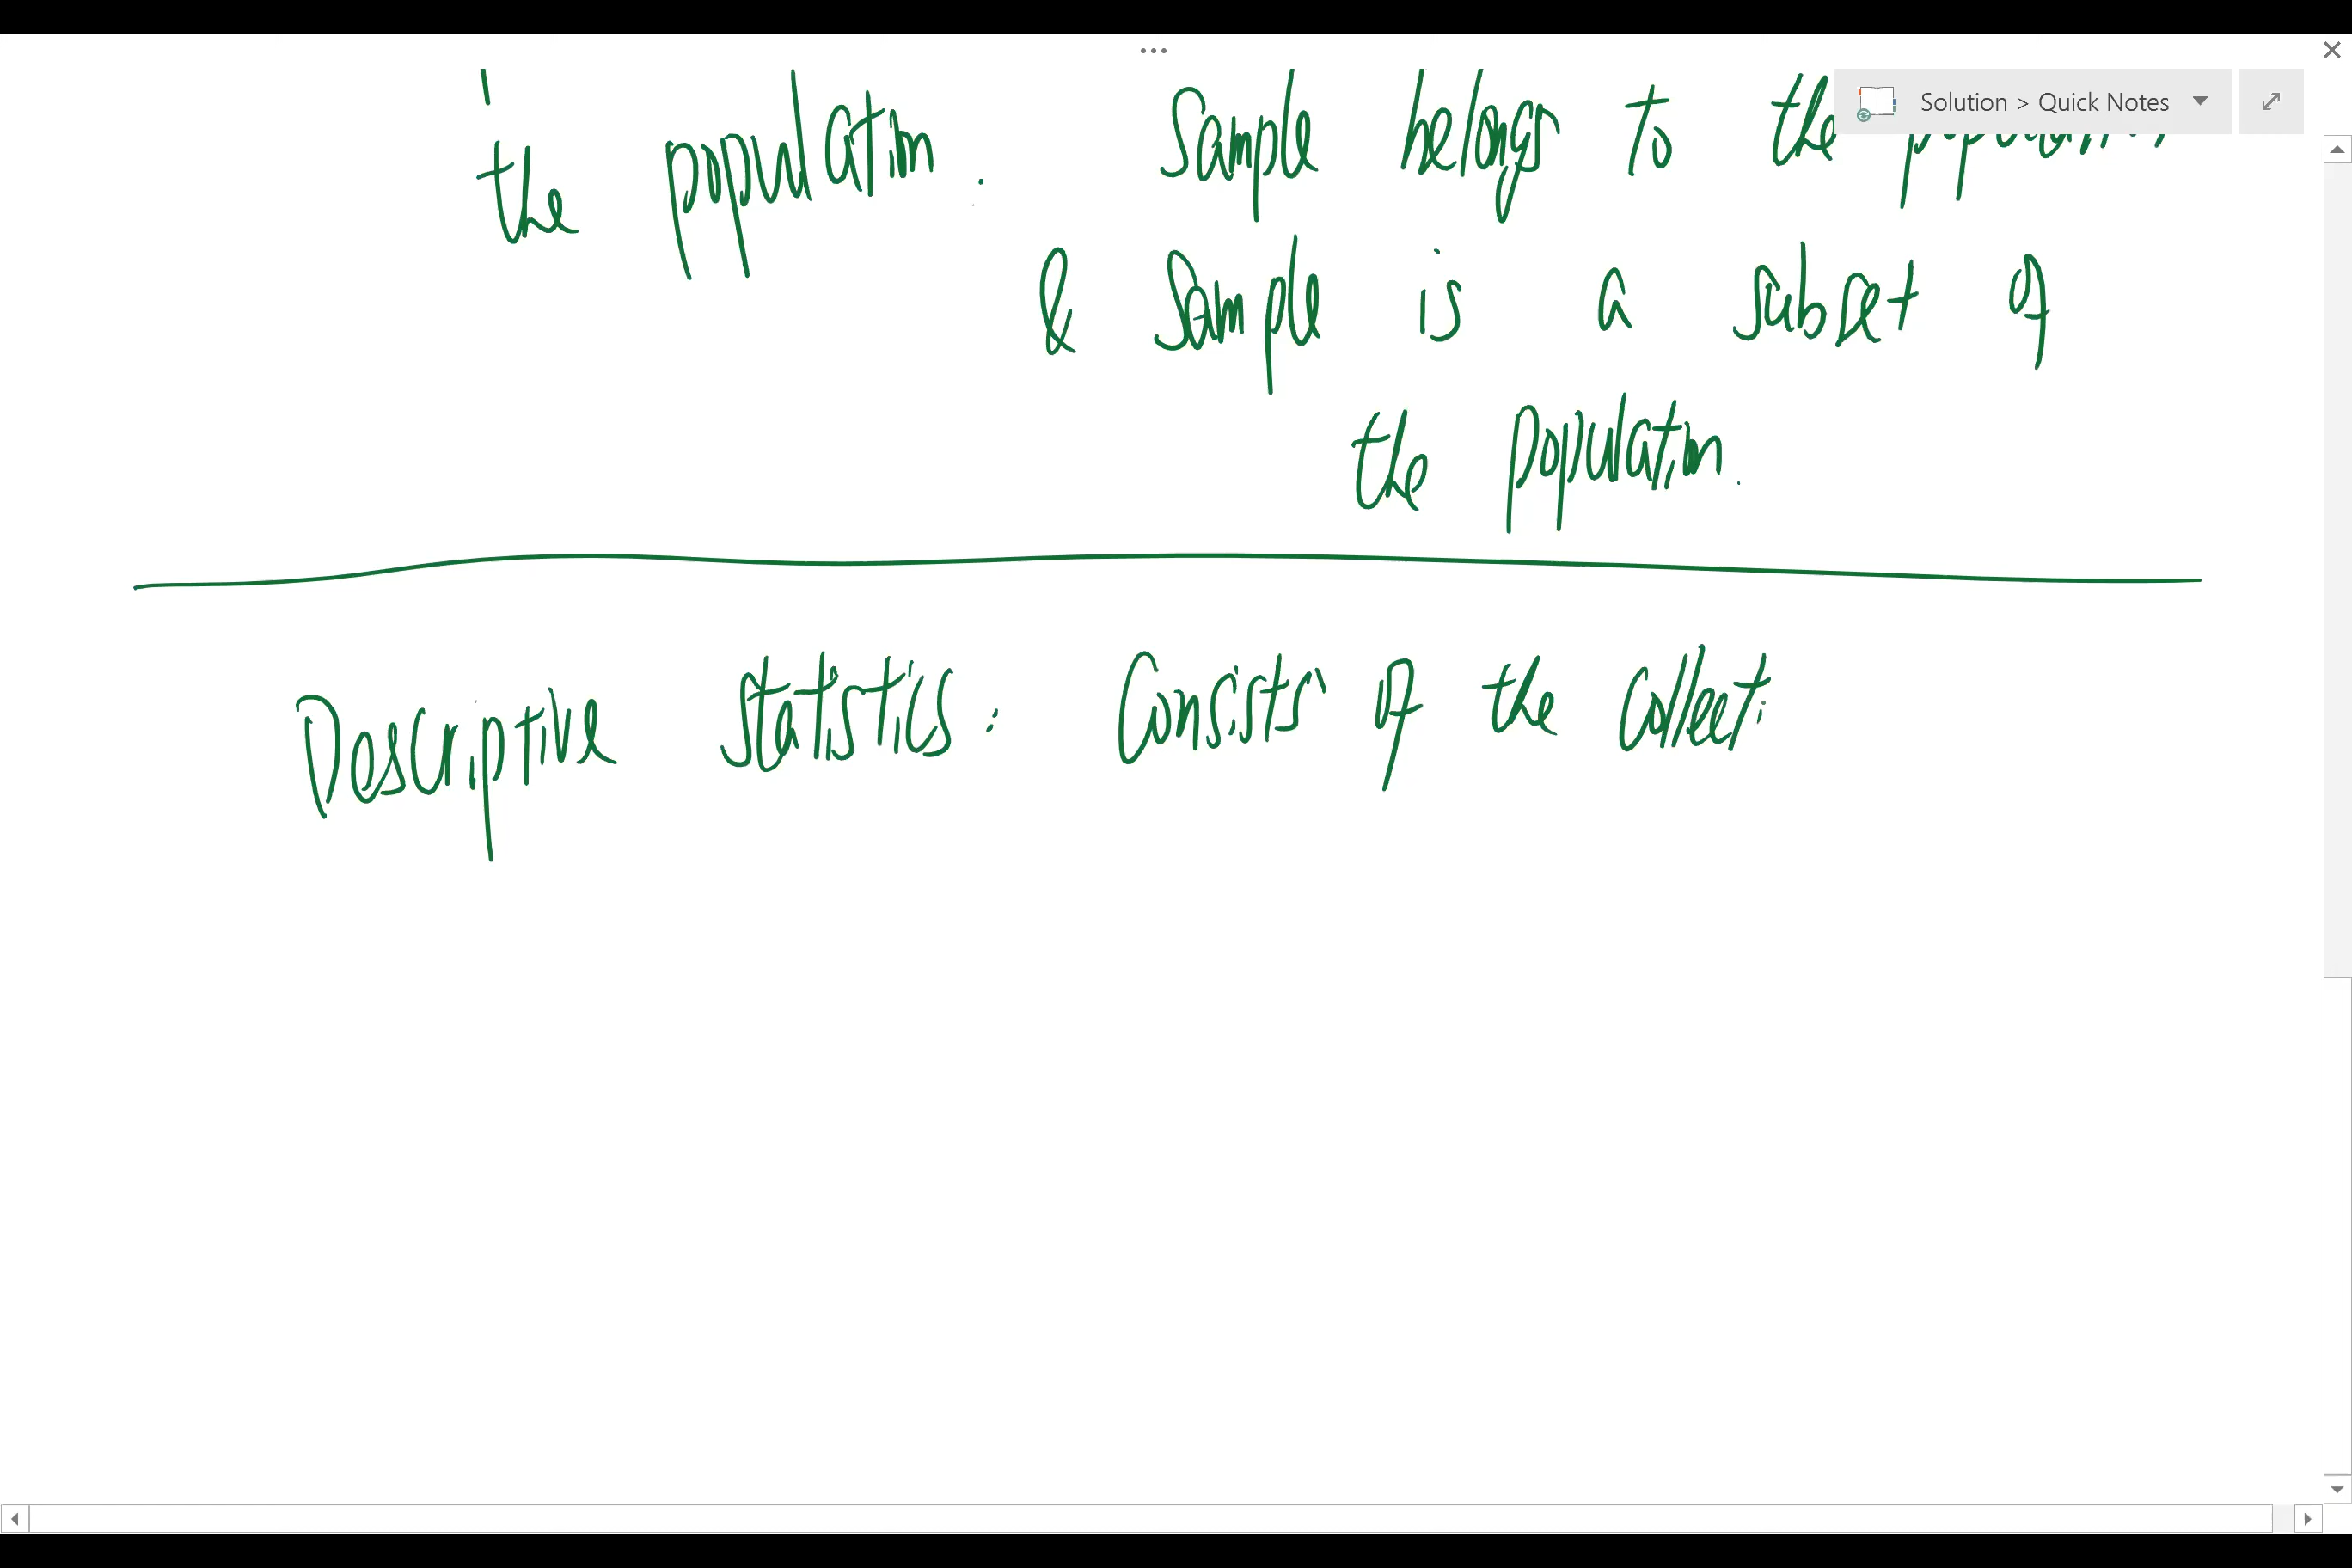 Solution > Quick Notes
the population. Sample belongs to the
& Sample is a subset of
the population.
Descriptive Statistics: Consists of the collecti